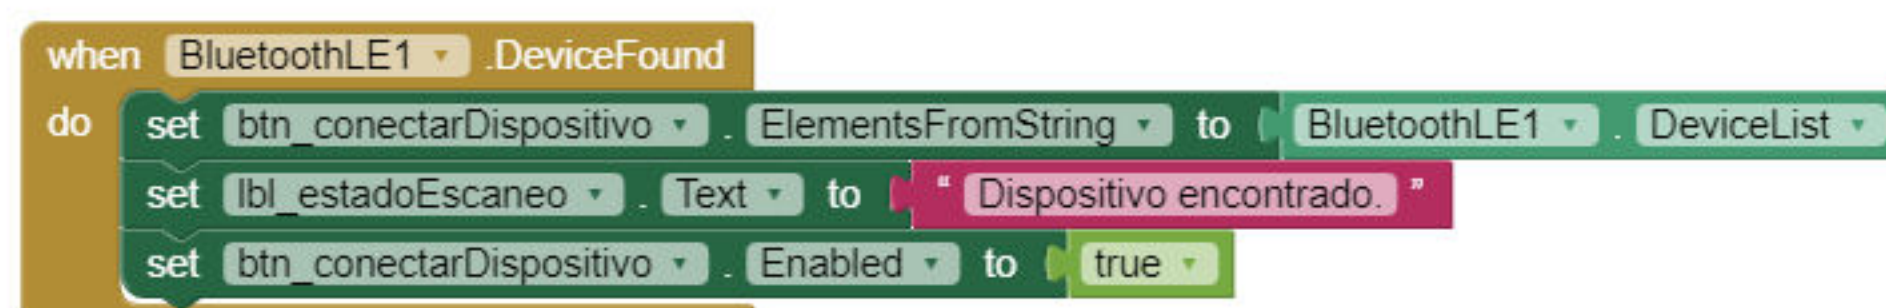 when BluetoothLE1 .DeviceFound
do set btn_conectarDispositivo . ElementsFromString to BluetoothLE1 . DeviceList
set lbl_estadoEscaneo . Text to “ Dispositivo encontrado. ”
set btn_conectarDispositivo . Enabled to true